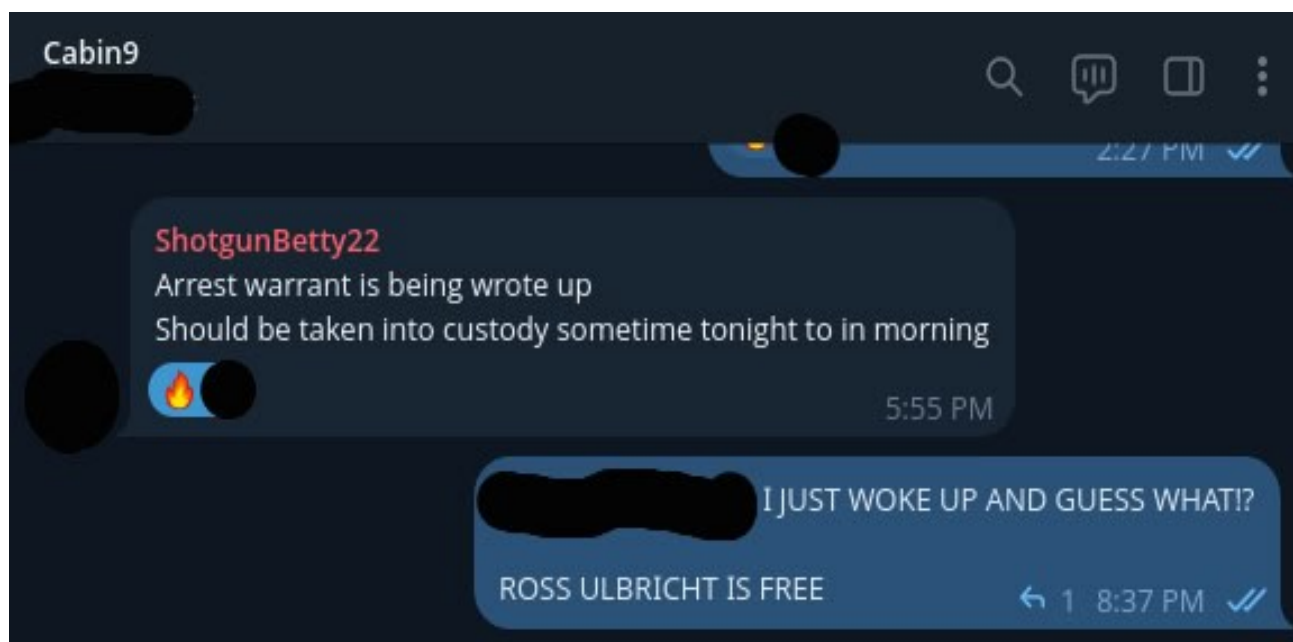 Cabin9
2:27 PM
ShotgunBetty22
Arrest warrant is being wrote up
Should be taken into custody sometime tonight to in morning
5:55 PM
I JUST WOKE UP AND GUESS WHAT!?
ROSS ULBRICHT IS FREE
1 8:37 PM